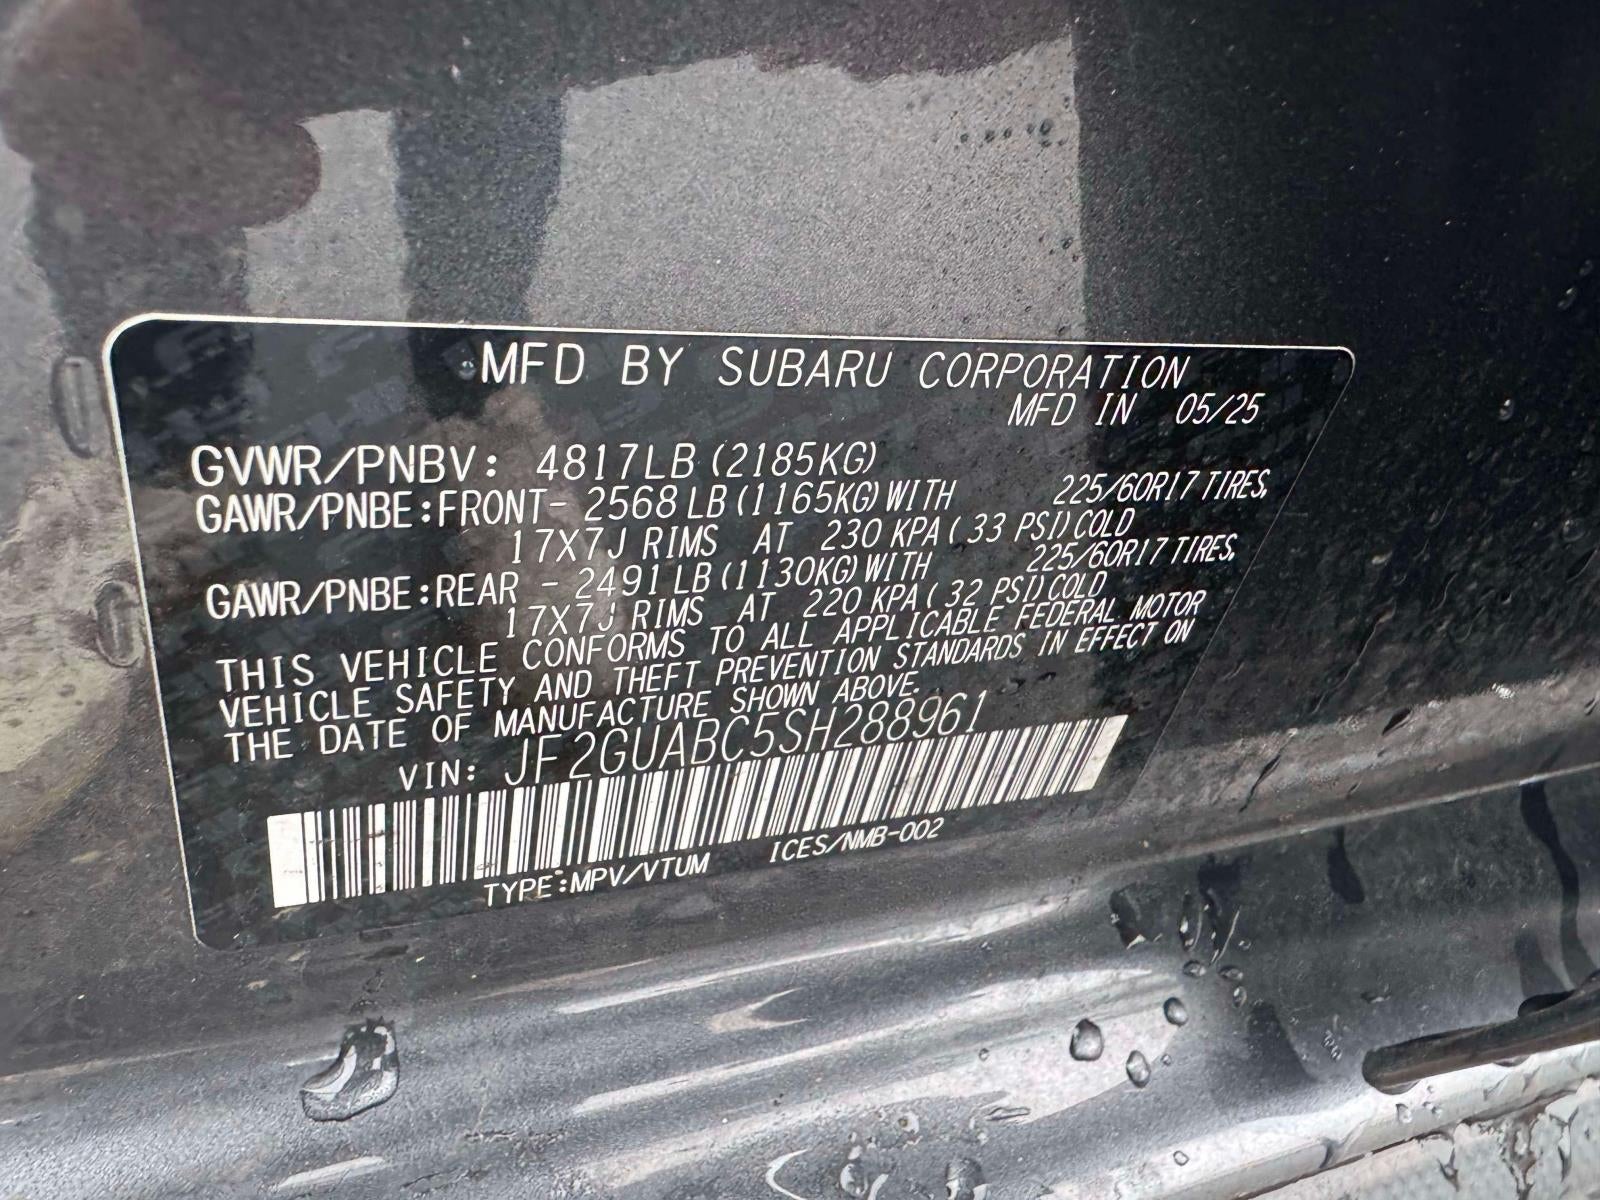 MFD BY SUBARU CORPORATION
MFD IN 05/25
GVWR/PNBV: 4817LB (2185KG)
GAWR/PNBE:FRONT- 2568 LB (1165KG) WITH 225/60R17 TIRES,
17X7J RIMS AT 230 KPA ( 33 PSI) COLD
GAWR/PNBE:REAR - 2491 LB (1130KG) WITH 225/60R17 TIRES,
17X7J RIMS AT 220 KPA ( 32 PSI) COLD
THIS VEHICLE CONFORMS TO ALL APPLICABLE FEDERAL MOTOR
VEHICLE SAFETY AND THEFT PREVENTION STANDARDS IN EFFECT ON
THE DATE OF MANUFACTURE SHOWN ABOVE.
VIN: JF2GUABC5SH288961
TYPE:MPV/VTUM ICES/NMB-002